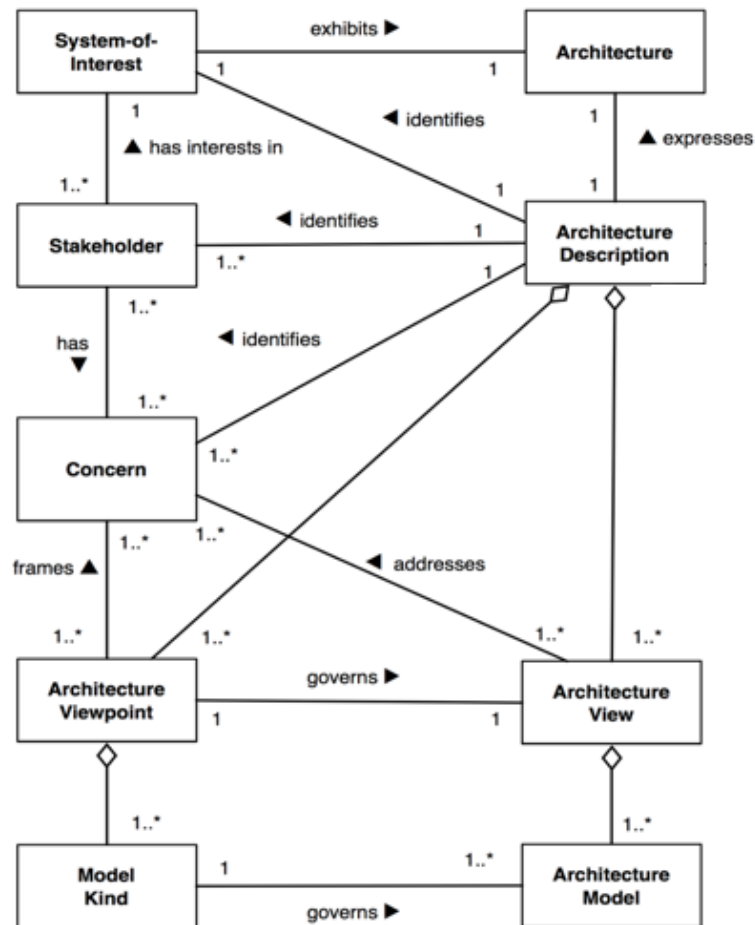 System-of-
Interest
exhibits ►
Architecture
1
1
1
◄ identifies
1
▲ has interests in
▲ expresses
1..*
1
1
Stakeholder
◄ identifies
1
Architecture
Description
1..*
1
1..*
has
▼
◄ identifies
1..*
1..*
Concern
1..*
1..*
frames ▲
◄ addresses
1..*
1..*
1..*
1..*
Architecture
Viewpoint
governs ►
Architecture
View
1
1
1..*
1..*
Model
Kind
1
1..*
Architecture
Model
governs ►